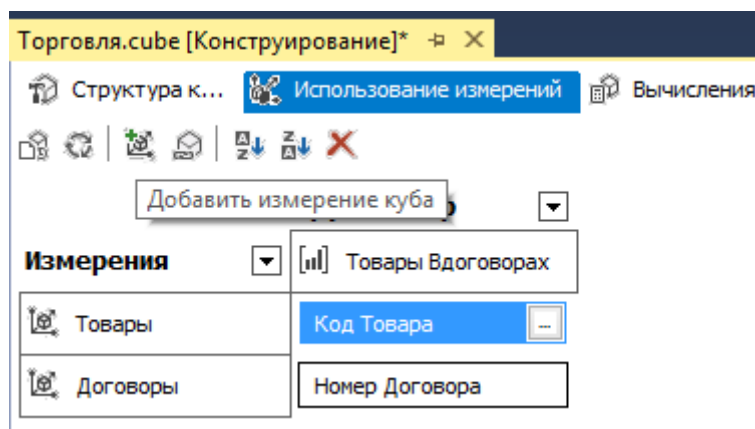 Торговля.cube [Конструирование]*
Структура к... Использование измерений Вычисления
Добавить измерение куба
Измерения Товары Вдоговорах
Товары Код Товара ...
Договоры Номер Договора